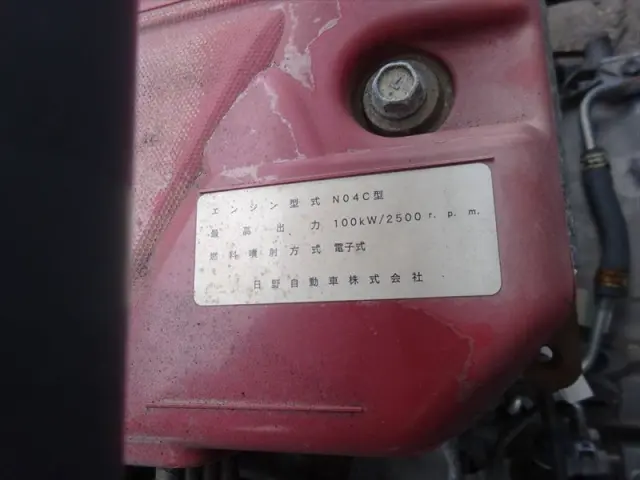 エンジン型式 N04C型
最高出力 100kW/2500 r.p.m.
燃料噴射方式 電子式
日野自動車株式会社